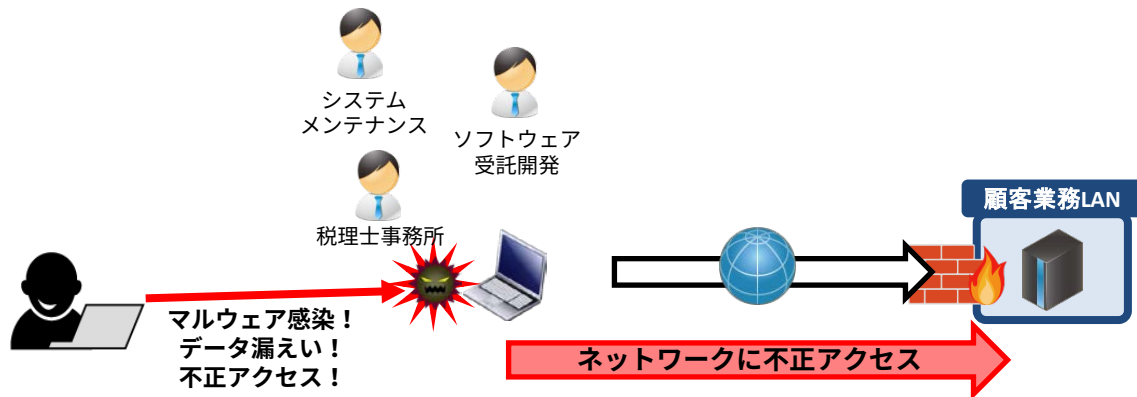 システム
メンテナンス
ソフトウェア
受託開発
税理士事務所
顧客業務LAN
マルウェア感染！
データ漏えい！
不正アクセス！
ネットワークに不正アクセス